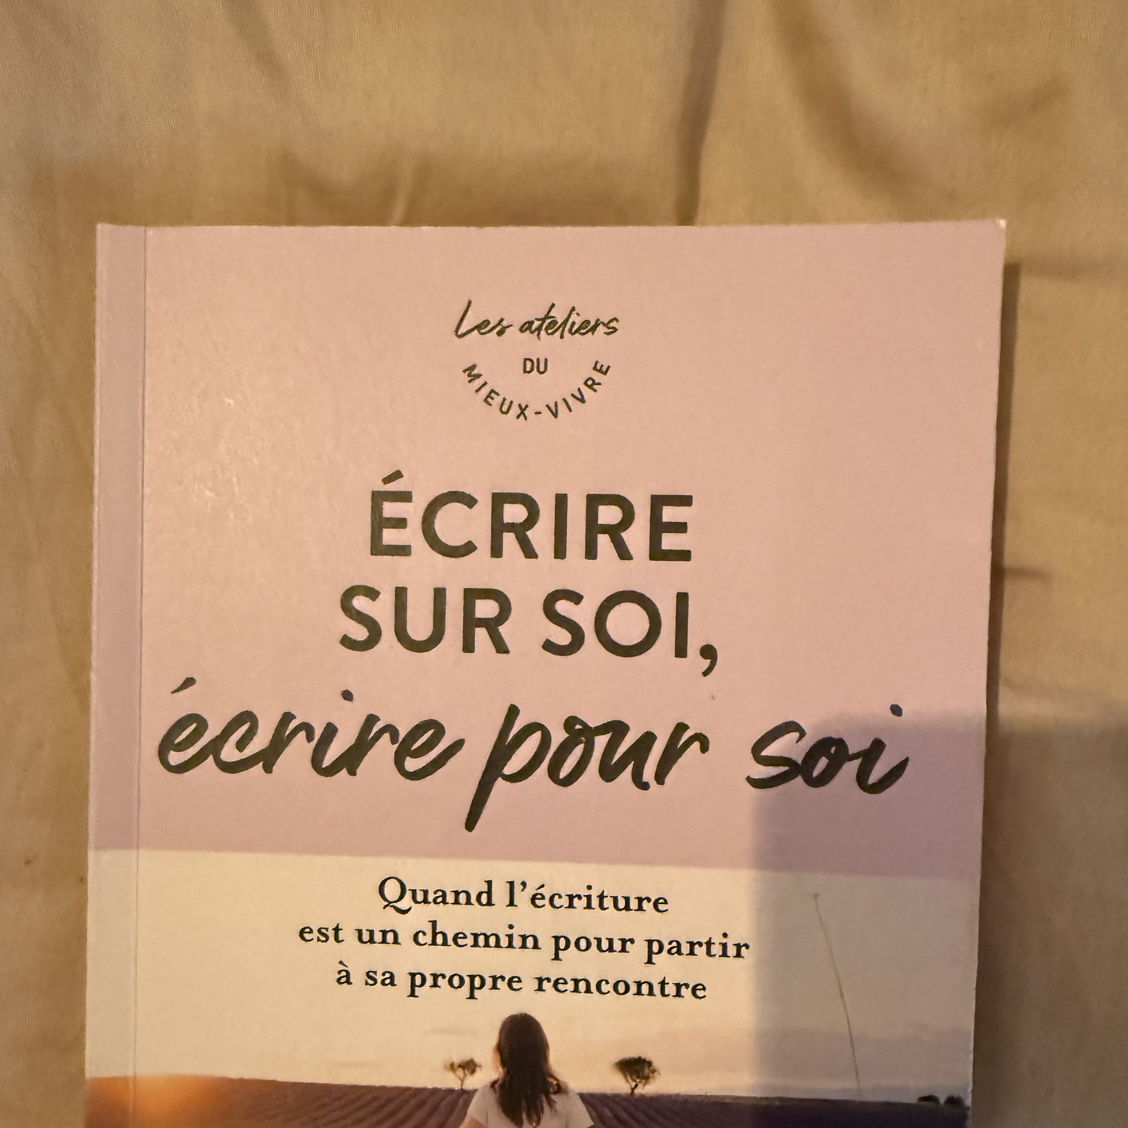 Les ateliers
DU
MIEUX-VIVRE
ÉCRIRE
SUR SOI,
écrire pour soi
Quand l'écriture
est un chemin pour partir
à sa propre rencontre